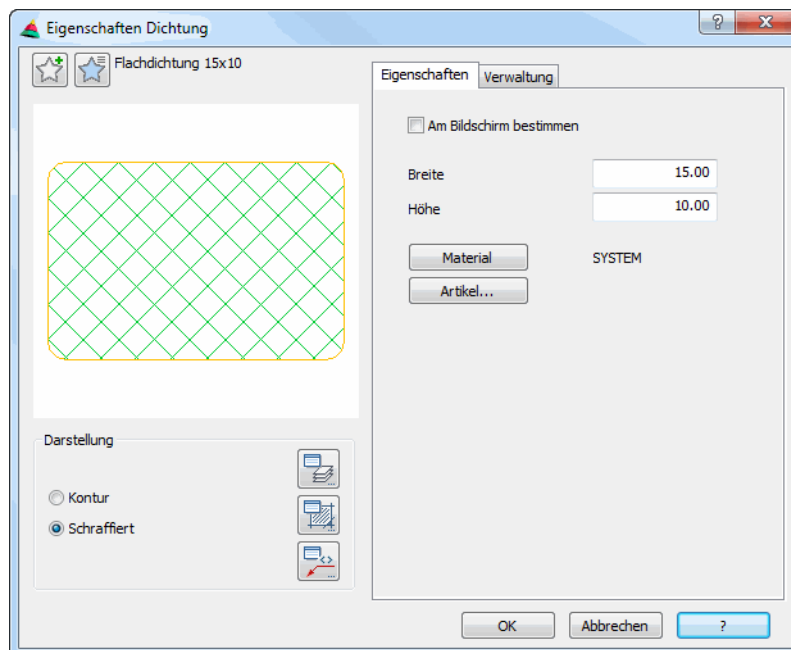 Eigenschaften Dichtung
?
Flachdichtung 15x10
Eigenschaften
Verwaltung
Am Bildschirm bestimmen
Breite 15.00
Höhe 10.00
Material SYSTEM
Artikel...
Darstellung
Kontur
Schraffiert
OK Abbrechen ?